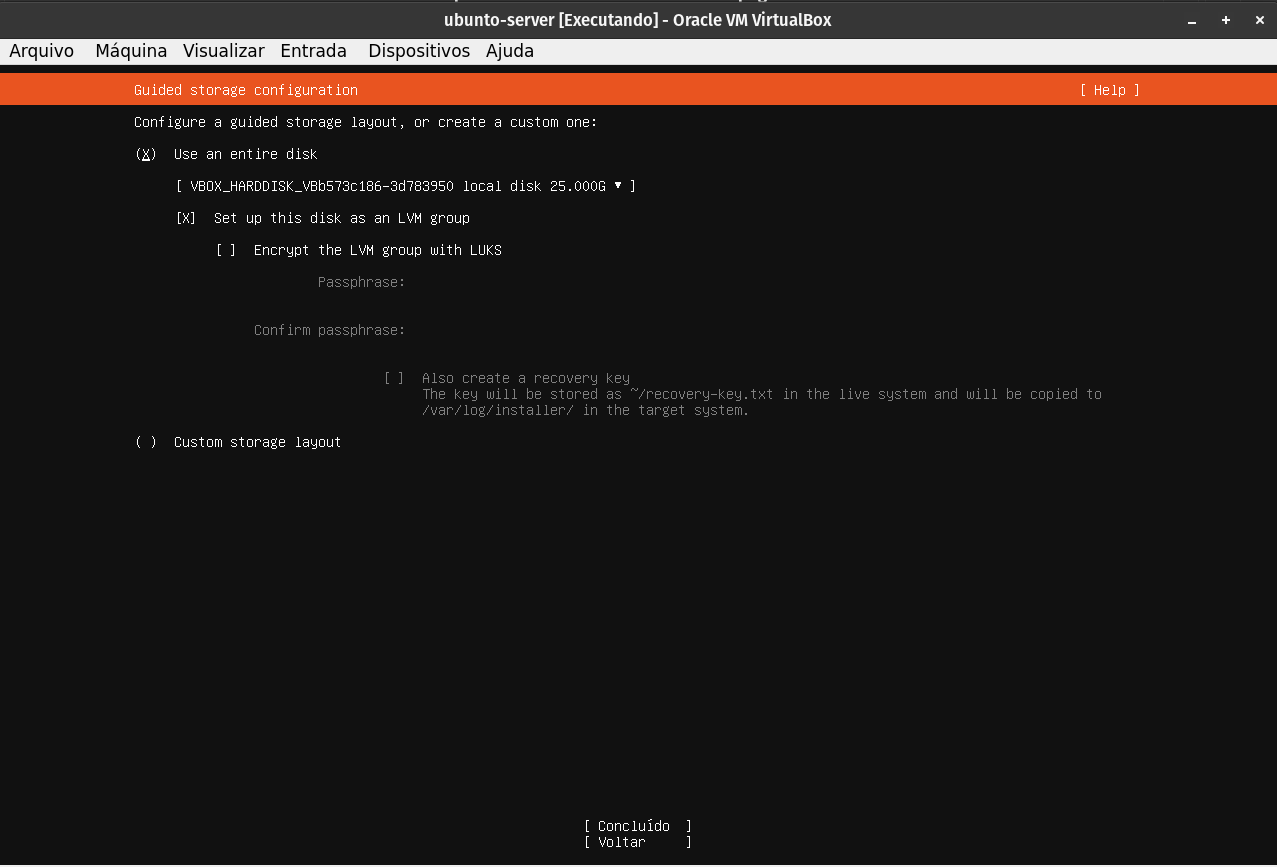 ubunto-server [Executando] - Oracle VM VirtualBox
Arquivo Máquina Visualizar Entrada Dispositivos Ajuda
Guided storage configuration [ Help ]
Configure a guided storage layout, or create a custom one:
(X) Use an entire disk
[ VBOX_HARDDISK_VBb573c186-3d783950 local disk 25.000G ▾ ]
[X] Set up this disk as an LVM group
[ ] Encrypt the LVM group with LUKS
Passphrase:
Confirm passphrase:
[ ] Also create a recovery key
The key will be stored as ~/recovery-key.txt in the live system and will be copied to
/var/log/installer/ in the target system.
( ) Custom storage layout
[ Concluído ]
[ Voltar ]